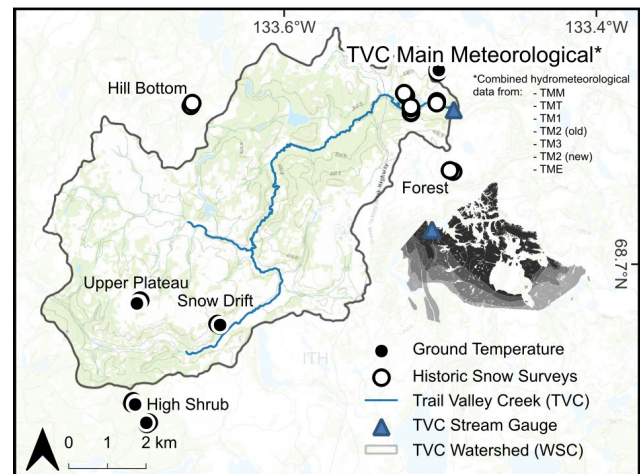 133.6°W
133.4°W
TVC Main Meteorological*
*Combined hydrometeorological
data from:
- TMM
- TMT
- TM1
- TM2 (old)
- TM3
- TM2 (new)
- TME
Hill Bottom
Highway
Forest
68.7°N
Upper Plateau
Snow Drift
ITH
High Shrub
0 1 2 km
Ground Temperature
Historic Snow Surveys
Trail Valley Creek (TVC)
TVC Stream Gauge
TVC Watershed (WSC)